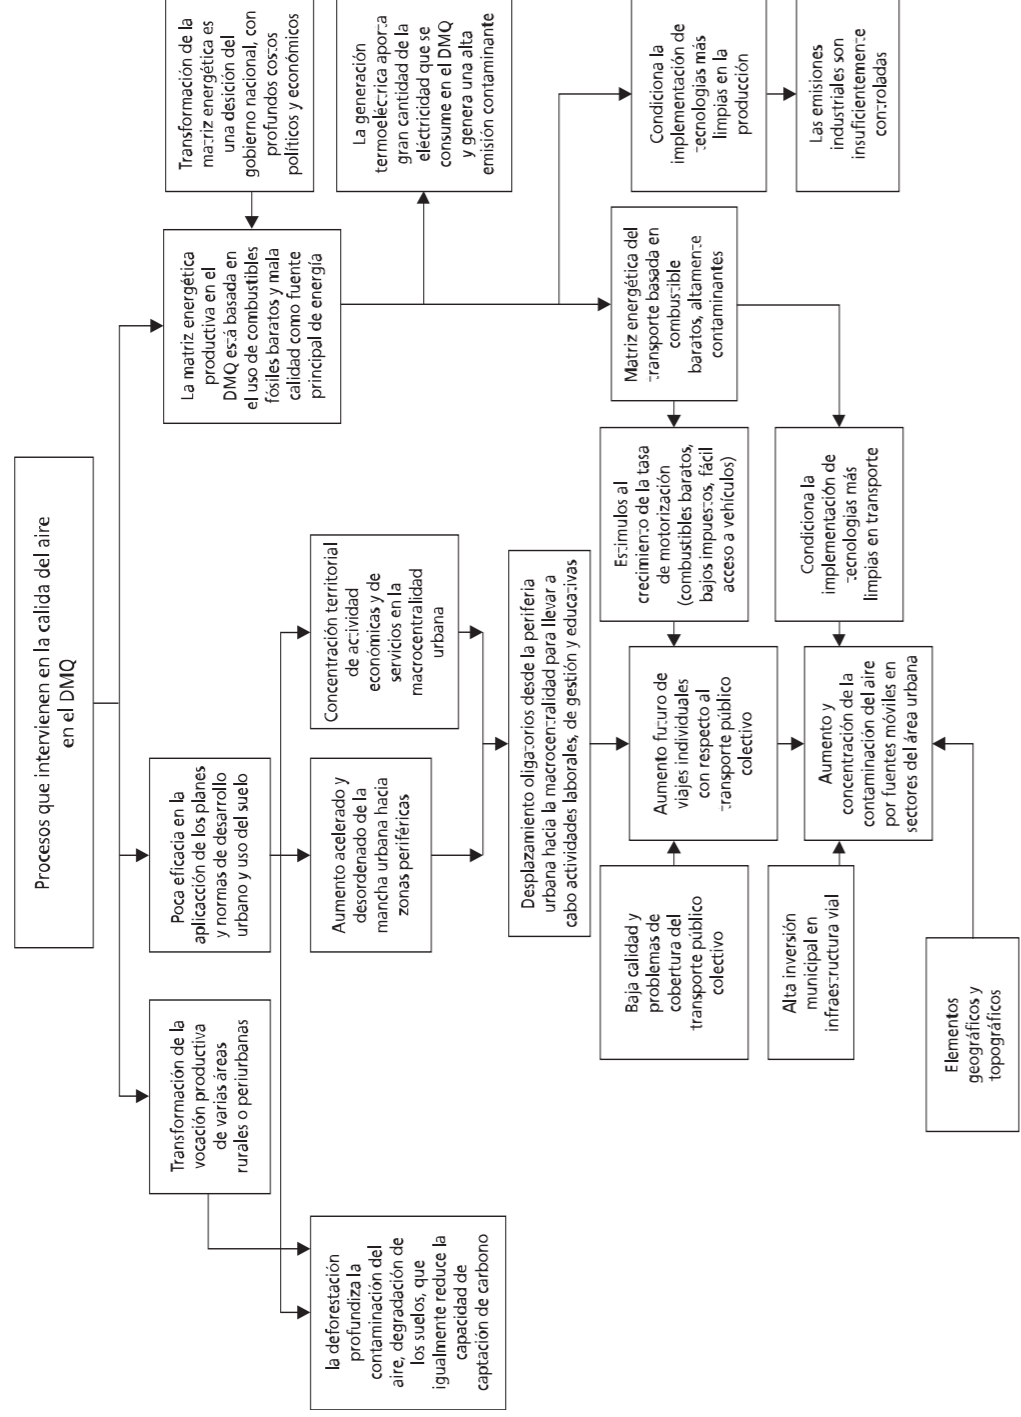 Procesos que intervienen en la calida del aire
en el DMQ
Transformación de la
vocación productiva
de varias áreas
rurales o periurbanas
Poca eficacia en la
aplicacción de los planes
y normas de desarrollo
urbano y uso del suelo
La matriz energética
productiva en el
DMQ está basada en
el uso de combustibles
fósiles baratos y mala
calidad como fuente
principal de energía
Transformación de la
matriz energética es
una desición del
gobierno nacional, con
profundos costos
políticos y económicos
la deforestación
profundiza la
contaminación del
aire, degradación de
los suelos, que
igualmente reduce la
capacidad de
captación de carbono
Aumento acelerado y
desordenado de la
mancha urbana hacia
zonas periféricas
Concentración territorial
de actividad
económicas y de
servicios en la
macrocentralidad
urbana
La generación
termoeléctrica aporta
gran cantidad de la
eléctricidad que se
consume en el DMQ
y genera una alta
emisión contaminante
Desplazamiento oligatorios desde la periferia
urbana hacia la macrocentralidad para llevar a
cabo actividades laborales, de gestión y educativas
Baja calidad y
problemas de
cobertura del
transporte público
colectivo
Aumento futuro de
viajes individuales
con respecto al
transporte público
colectivo
Estimulos al
crecimiento de la tasa
de motorización
(combustibles baratos,
bajos impuestos, fácil
acceso a vehículos)
Matriz energética del
transporte basada en
combustible
baratos, altamente
contaminantes
Condiciona la
implementación de
tecnologías más
limpias en la
producción
Alta inversión
municipal en
infraestructura vial
Aumento y
concentración de la
contaminación del aire
por fuentes móviles en
sectores del área urbana
Condiciona la
implementación de
tecnologías más
limpias en transporte
Las emisiones
industriales son
insuficientemente
controladas
Elementos
geográficos y
topográficos